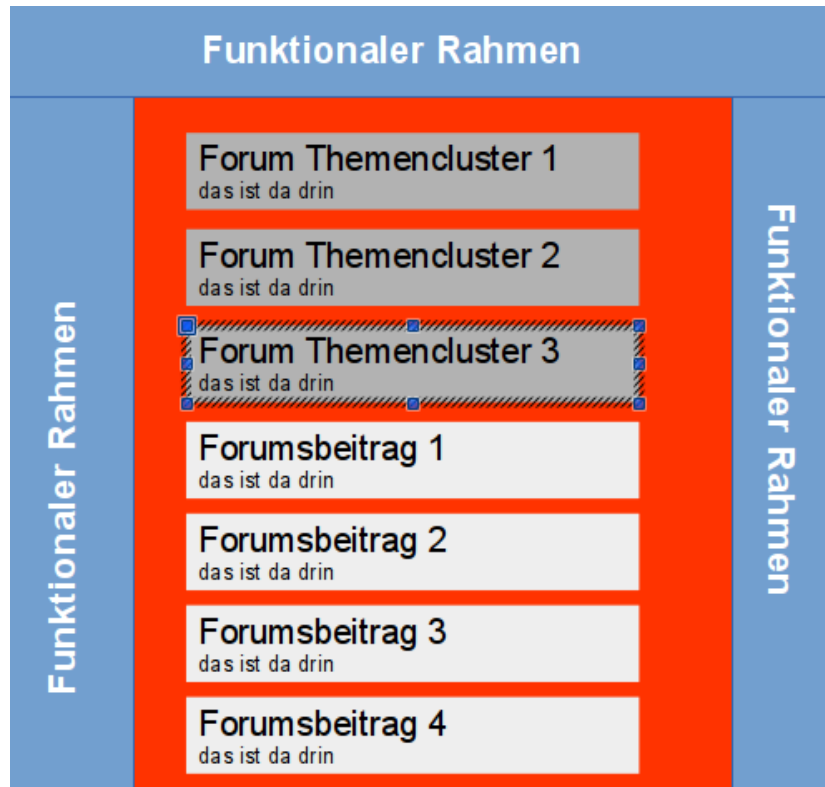 Funktionaler Rahmen
Funktionaler Rahmen
Forum Themencluster 1
das ist da drin
Forum Themencluster 2
das ist da drin
Forum Themencluster 3
das ist da drin
Forumsbeitrag 1
das ist da drin
Forumsbeitrag 2
das ist da drin
Forumsbeitrag 3
das ist da drin
Forumsbeitrag 4
das ist da drin
Funktionaler Rahmen